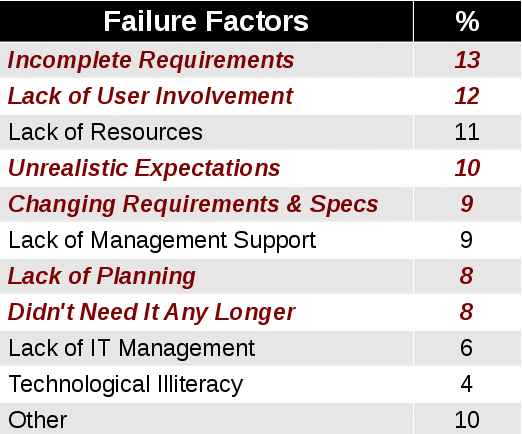 Failure Factors %
Incomplete Requirements 13
Lack of User Involvement 12
Lack of Resources 11
Unrealistic Expectations 10
Changing Requirements & Specs 9
Lack of Management Support 9
Lack of Planning 8
Didn't Need It Any Longer 8
Lack of IT Management 6
Technological Illiteracy 4
Other 10